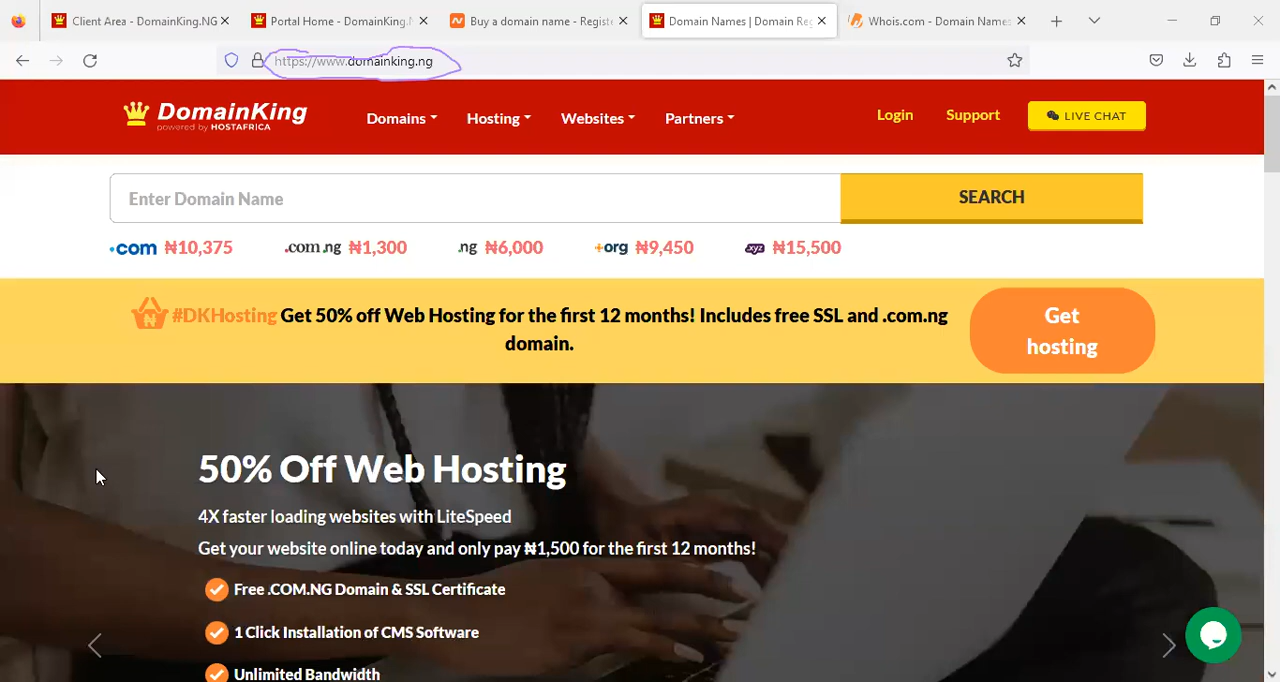 Client Area - DomainKing.NG
Portal Home - DomainKing.N
Buy a domain name - Registe
Domain Names | Domain Reg
Whois.com - Domain Names
https://www.domainking.ng
DomainKing
powered by HOSTAFRICA
Domains
Hosting
Websites
Partners
Login
Support
LIVE CHAT
Enter Domain Name
SEARCH
.com ₦10,375
.com.ng ₦1,300
.ng ₦6,000
.org ₦9,450
.xyz ₦15,500
#DKHosting Get 50% off Web Hosting for the first 12 months! Includes free SSL and .com.ng
domain.
Get
hosting
50% Off Web Hosting
4X faster loading websites with LiteSpeed
Get your website online today and only pay ₦1,500 for the first 12 months!
Free .COM.NG Domain & SSL Certificate
1 Click Installation of CMS Software
Unlimited Bandwidth